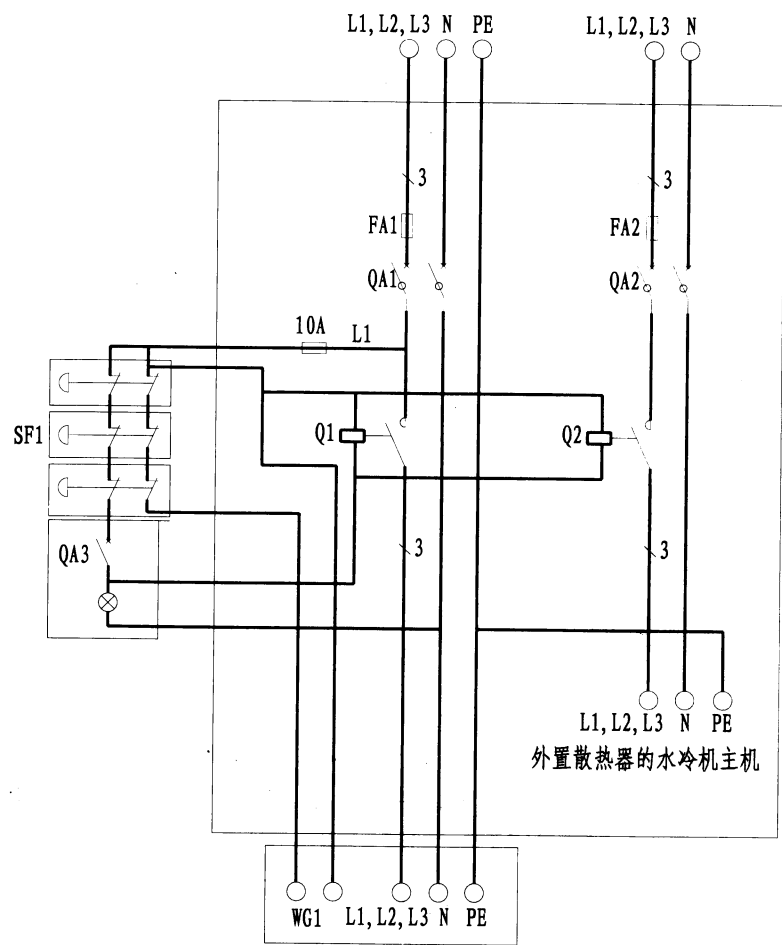 L1, L2, L3 N PE
L1, L2, L3 N
3
3
FA1
FA2
QA1
QA2
10A
L1
SF1
Q1
Q2
QA3
3
3
L1, L2, L3 N PE
外置散热器的水冷机主机
WG1 L1, L2, L3 N PE